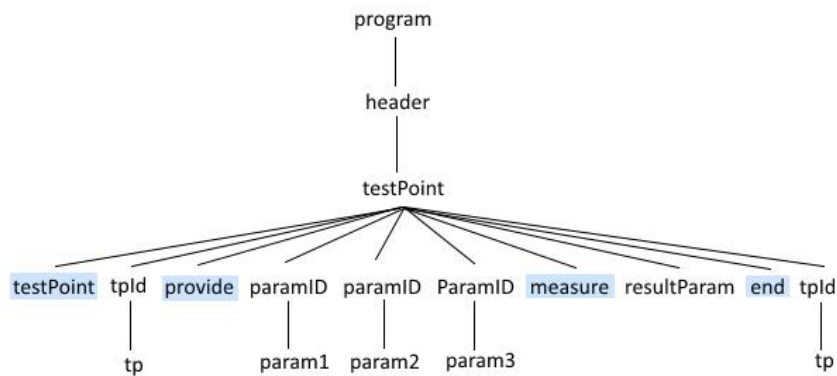 program
header
testPoint
testPoint tpId provide paramID paramID ParamID measure resultParam end tpId
tp param1 param2 param3 tp